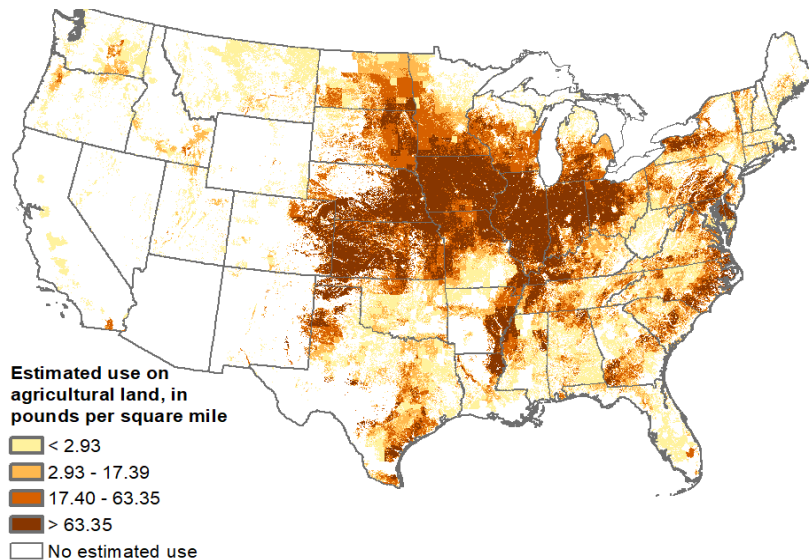 Estimated use on
agricultural land, in
pounds per square mile
< 2.93
2.93 - 17.39
17.40 - 63.35
> 63.35
No estimated use